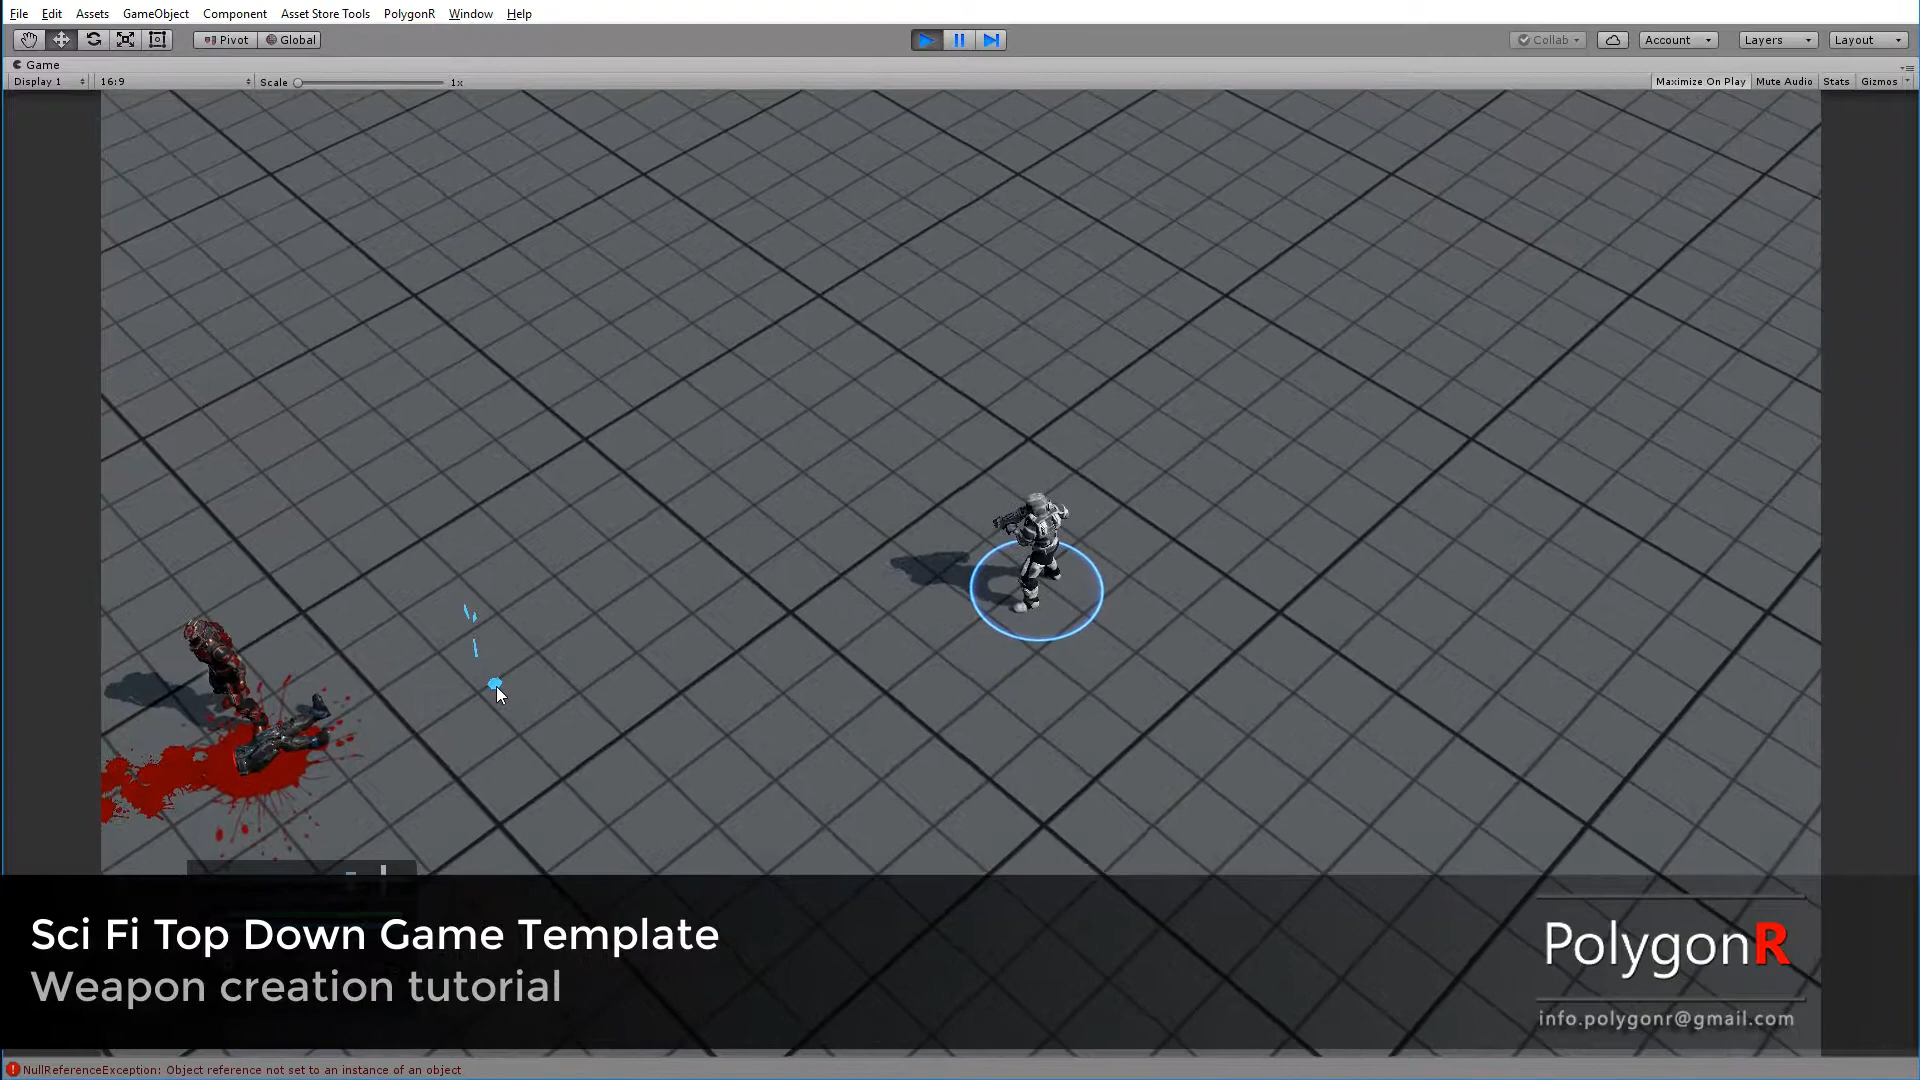 File Edit Assets GameObject Component Asset Store Tools PolygonR Window Help
Pivot Global Collab Account Layers Layout
Game
Display 1 16:9 Scale 1x Maximize On Play Mute Audio Stats Gizmos
Sci Fi Top Down Game Template
Weapon creation tutorial
PolygonR
info.polygonr@gmail.com
NullReferenceException: Object reference not set to an instance of an object